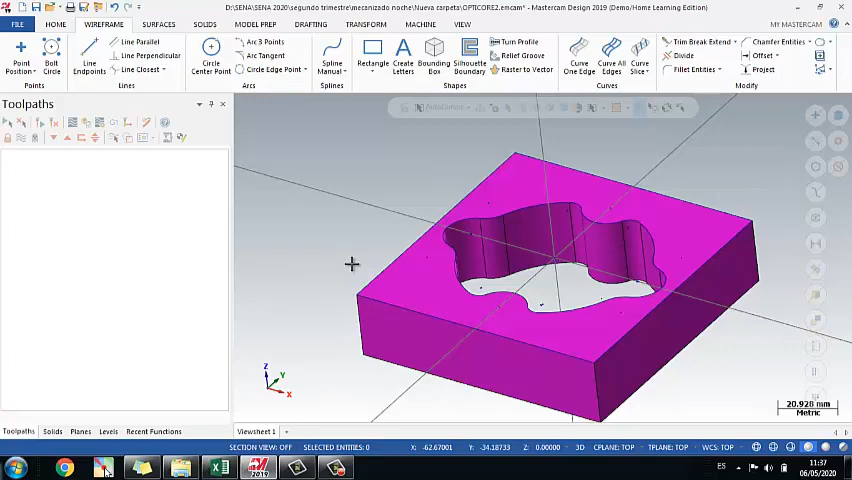 D:\SENA\SENA 2020\segundo trimestre\mecanizado noche\Nueva carpeta\OPTICORE2.emcam* - Mastercam Design 2019 (Demo/Home Learning Edition)
FILE HOME WIREFRAME SURFACES SOLIDS MODEL PREP DRAFTING TRANSFORM MACHINE VIEW MY MASTERCAM
Point Position
Bolt Circle
Points
Line Endpoints
Line Parallel
Line Perpendicular
Line Closest
Lines
Circle Center Point
Arc 3 Points
Arc Tangent
Circle Edge Point
Arcs
Spline Manual
Splines
Rectangle
Create Letters
Bounding Box
Silhouette Boundary
Turn Profile
Relief Groove
Raster to Vector
Shapes
Curve One Edge
Curve All Edges
Curve Slice
Curves
Trim Break Extend
Divide
Fillet Entities
Chamfer Entities
Offset
Project
Modify
Toolpaths
AutoCursor
Z
Y
X
20.928 mm
Metric
Toolpaths Solids Planes Levels Recent Functions
Viewsheet 1 +
SECTION VIEW: OFF SELECTED ENTITIES: 0 X: -62.67001 Y: -34.18733 Z: 0.00000 3D CPLANE: TOP TPLANE: TOP WCS: TOP
2019
ES
11:37
06/05/2020